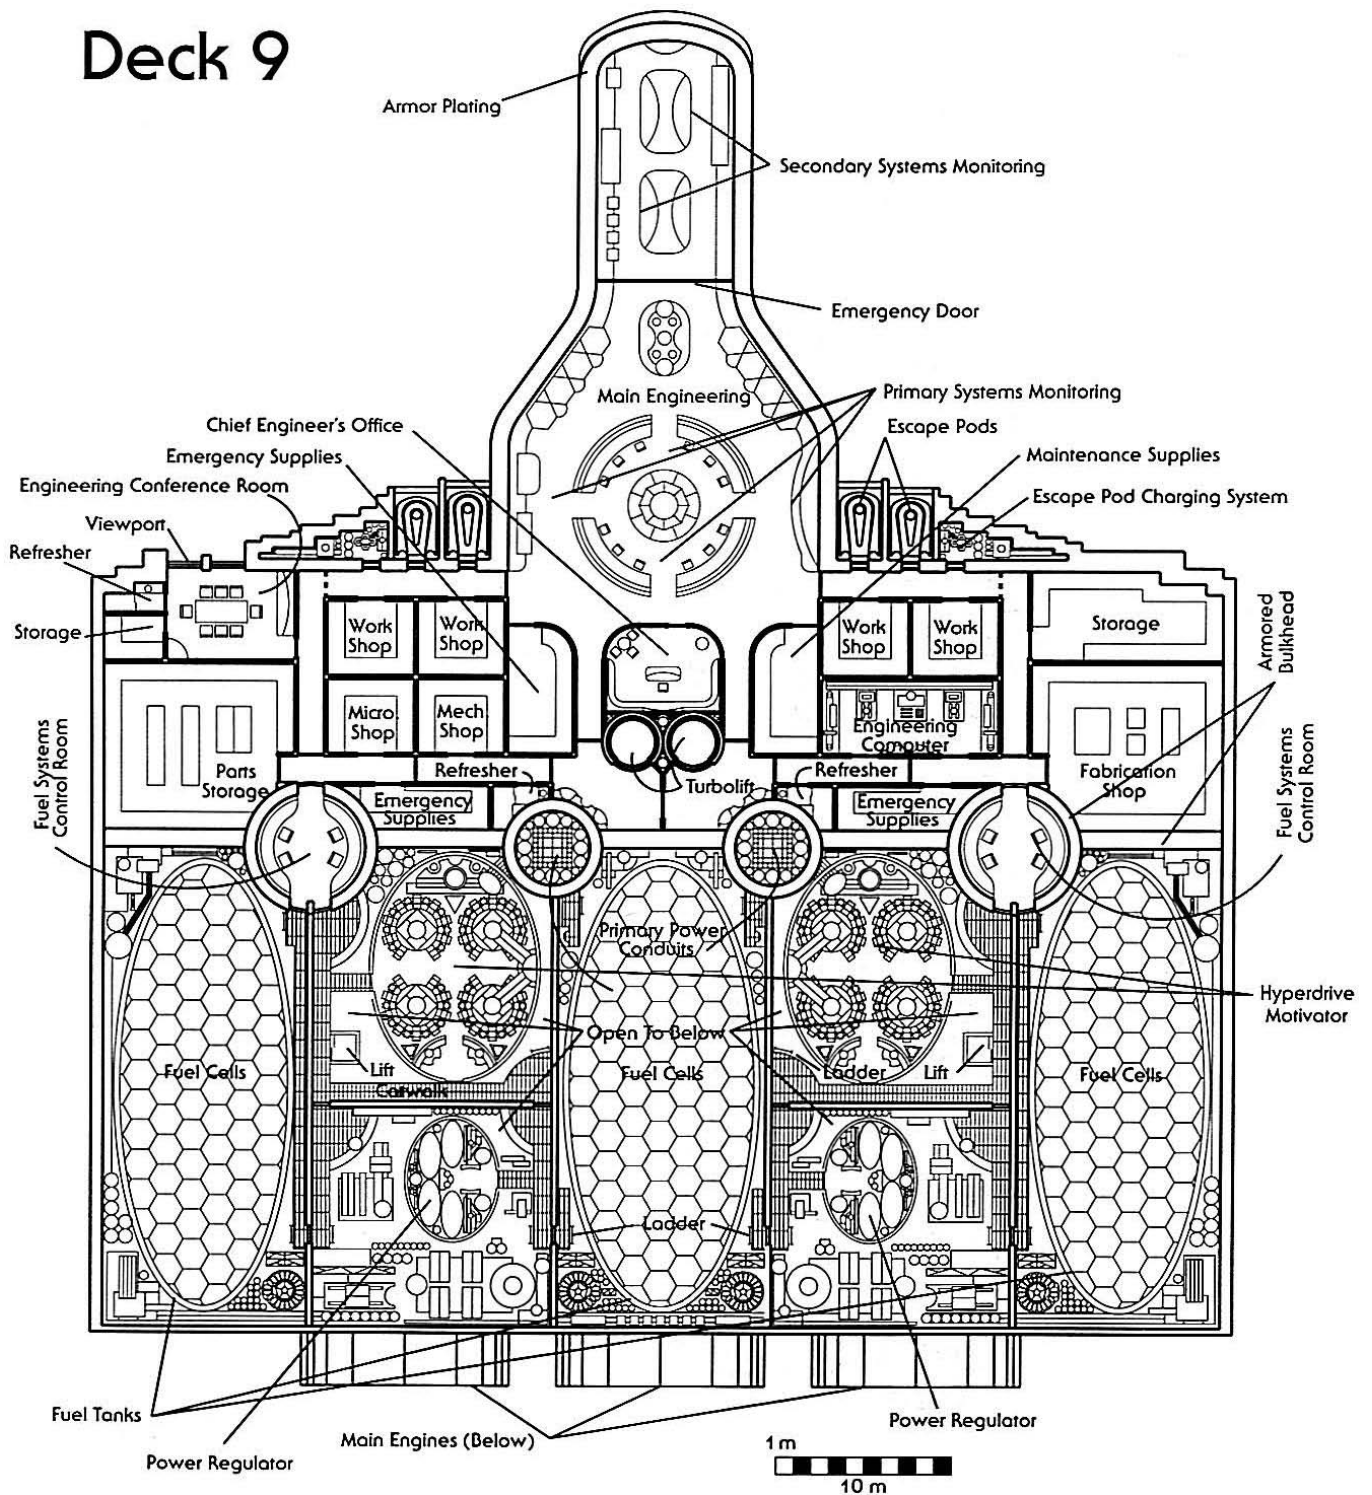 Deck 9
Armor Plating
Secondary Systems Monitoring
Emergency Door
Main Engineering
Primary Systems Monitoring
Chief Engineer's Office
Escape Pods
Emergency Supplies
Maintenance Supplies
Engineering Conference Room
Escape Pod Charging System
Viewport
Refresher
Storage
Work
Shop
Work
Shop
Work
Shop
Work
Shop
Storage
Armored
Bulkhead
Micro
Shop
Mech
Shop
Engineering
Computer
Fuel Systems
Control Room
Parts
Storage
Refresher
Turbolift
Refresher
Fabrication
Shop
Fuel Systems
Control Room
Emergency
Supplies
Emergency
Supplies
Primary Power
Conduits
Hyperdrive
Motivator
Open To Below
Fuel Cells
Lift
Catwalk
Fuel Cells
Ladder
Lift
Fuel Cells
Ladder
Fuel Tanks
Main Engines (Below)
Power Regulator
Power Regulator
1 m
10 m